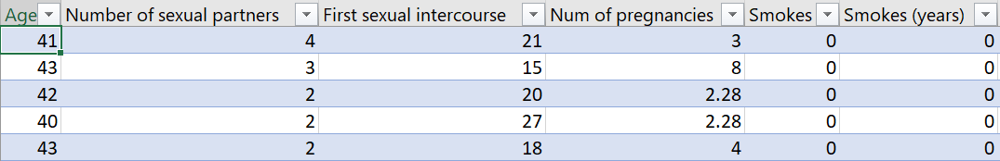 Age Number of sexual partners First sexual intercourse Num of pregnancies Smokes Smokes (years)
41 4 21 3 0 0
43 3 15 8 0 0
42 2 20 2.28 0 0
40 2 27 2.28 0 0
43 2 18 4 0 0